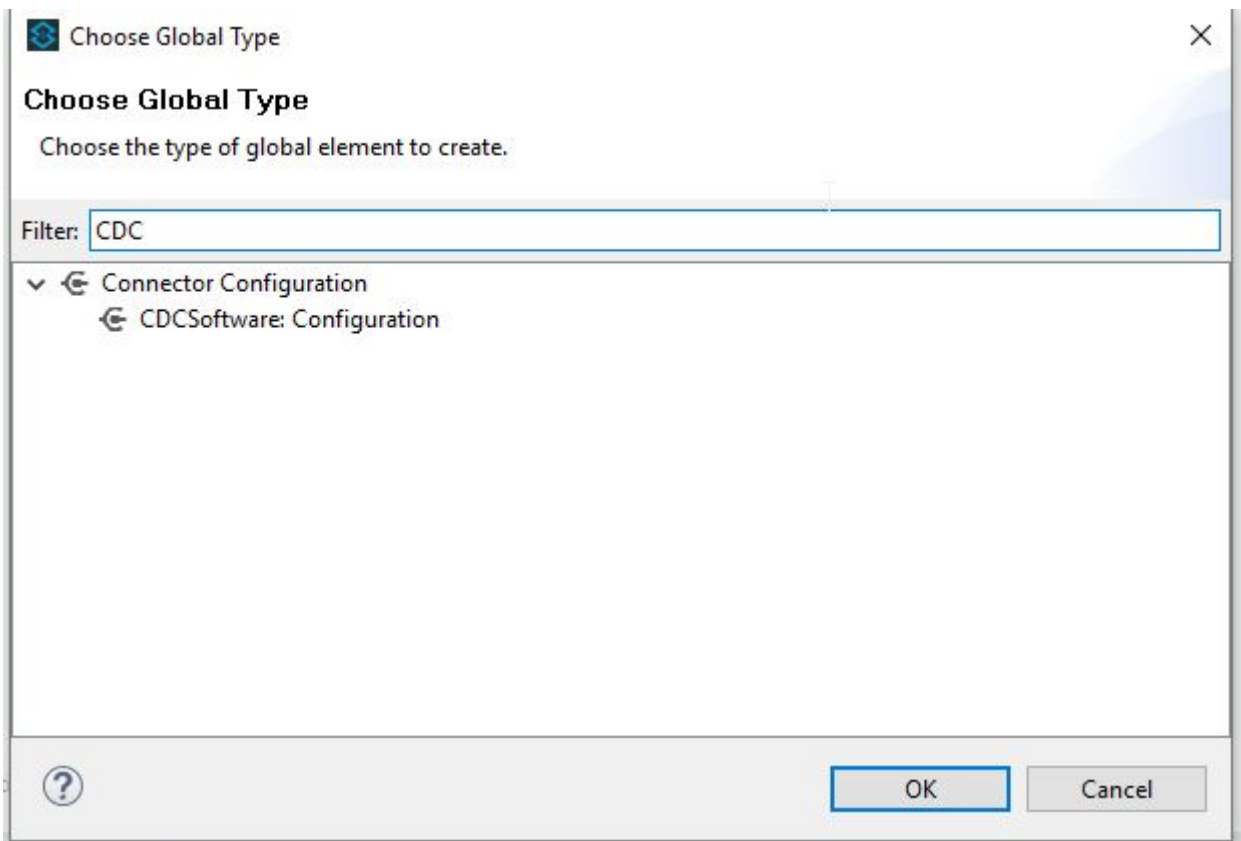 Choose Global Type
Choose Global Type
Choose the type of global element to create.
Filter: CDC
Connector Configuration
CDCSoftware: Configuration
?
OK Cancel